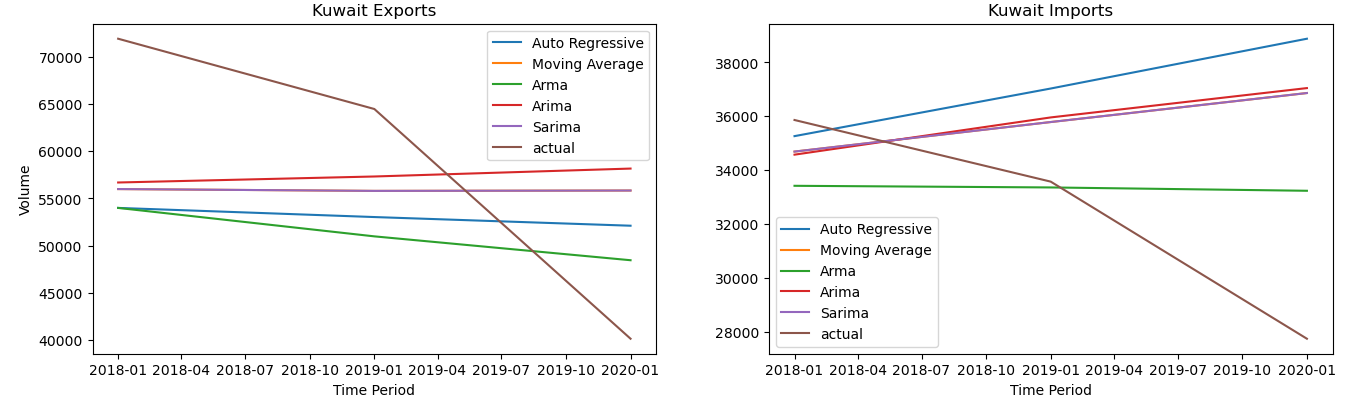 Kuwait Exports
70000
65000
60000
55000
50000
45000
40000
Volume
Auto Regressive
Moving Average
Arma
Arima
Sarima
actual
2018-01 2018-04 2018-07 2018-10 2019-01 2019-04 2019-07 2019-10 2020-01
Time Period
Kuwait Imports
38000
36000
34000
32000
30000
28000
Auto Regressive
Moving Average
Arma
Arima
Sarima
actual
2018-01 2018-04 2018-07 2018-10 2019-01 2019-04 2019-07 2019-10 2020-01
Time Period